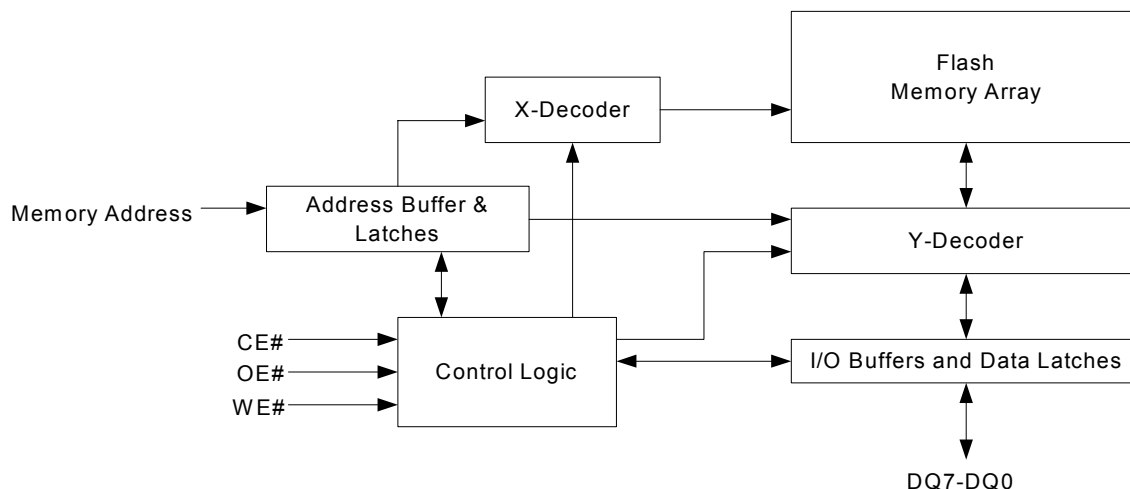 Flash
Memory Array
X-Decoder
Memory Address
Address Buffer &
Latches
Y-Decoder
CE#
OE#
WE#
Control Logic
I/O Buffers and Data Latches
DQ7-DQ0